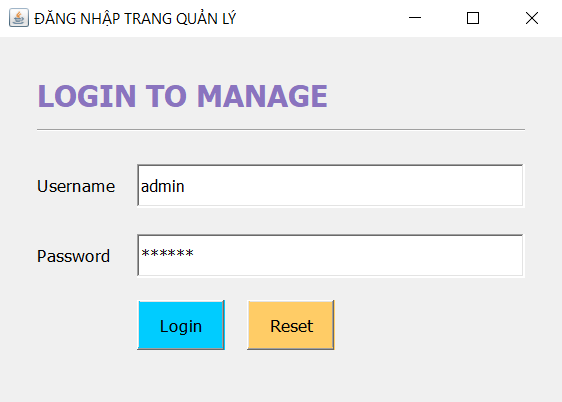 ĐĂNG NHẬP TRANG QUẢN LÝ
LOGIN TO MANAGE
Username admin
Password ******
Login Reset